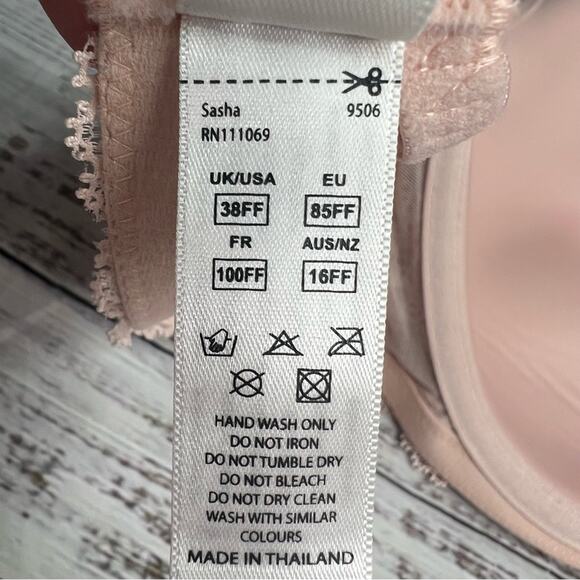 Sasha 9506
RN111069
UK/USA EU
38FF 85FF
FR AUS/NZ
100FF 16FF
HAND WASH ONLY
DO NOT IRON
DO NOT TUMBLE DRY
DO NOT BLEACH
DO NOT DRY CLEAN
WASH WITH SIMILAR
COLOURS
MADE IN THAILAND